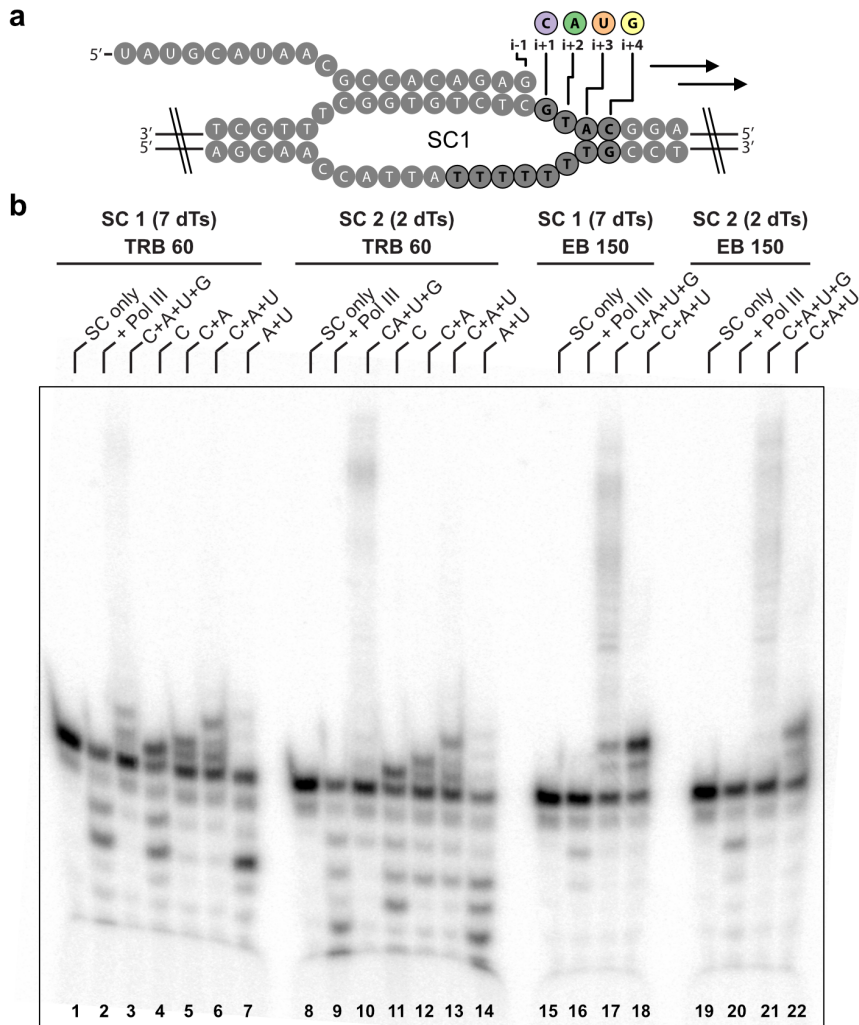 a
C A U G
i-1 i+1 i+2 i+3 i+4
5′- U A U G C A U A A C G C C A C A G A G
3′ T C G T T T C G G T G T C T C G T A C G G A 5′
SC1
5′ A G C A A C C A T T A T T T T T T T G C C T 3′
b
SC 1 (7 dTs)
TRB 60
SC 2 (2 dTs)
TRB 60
SC 1 (7 dTs)
EB 150
SC 2 (2 dTs)
EB 150
SC only
+ Pol III
C+A+U+G
C
C+A
C+A+U
A+U
SC only
+ Pol III
CA+U+G
C
C+A
C+A+U
A+U
SC only
+ Pol III
C+A+U+G
C+A+U
SC only
+ Pol III
C+A+U+G
C+A+U
1 2 3 4 5 6 7 8 9 10 11 12 13 14 15 16 17 18 19 20 21 22